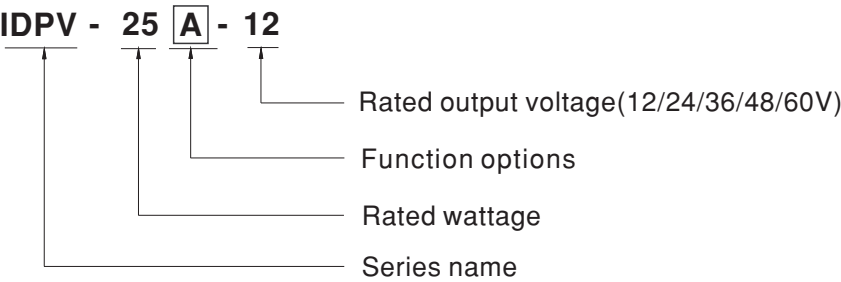 IDPV - 25 A - 12
Rated output voltage(12/24/36/48/60V)
Function options
Rated wattage
Series name